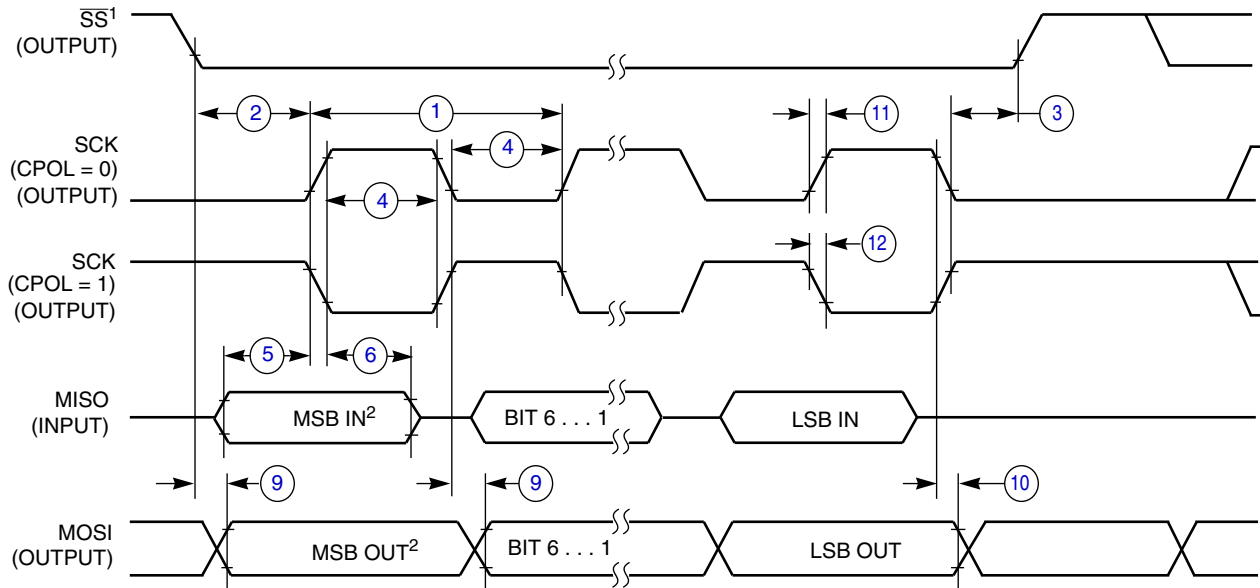 SS¹
(OUTPUT)
2
1
11
3
SCK
(CPOL = 0)
(OUTPUT)
4
4
12
SCK
(CPOL = 1)
(OUTPUT)
5
6
MISO
(INPUT)
MSB IN²
BIT 6 . . . 1
LSB IN
9
9
10
MOSI
(OUTPUT)
MSB OUT²
BIT 6 . . . 1
LSB OUT